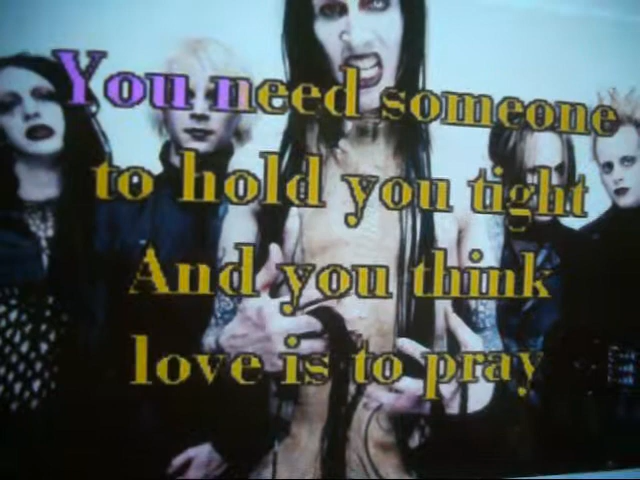 You need someone
to hold you tight
And you think
love is to pray